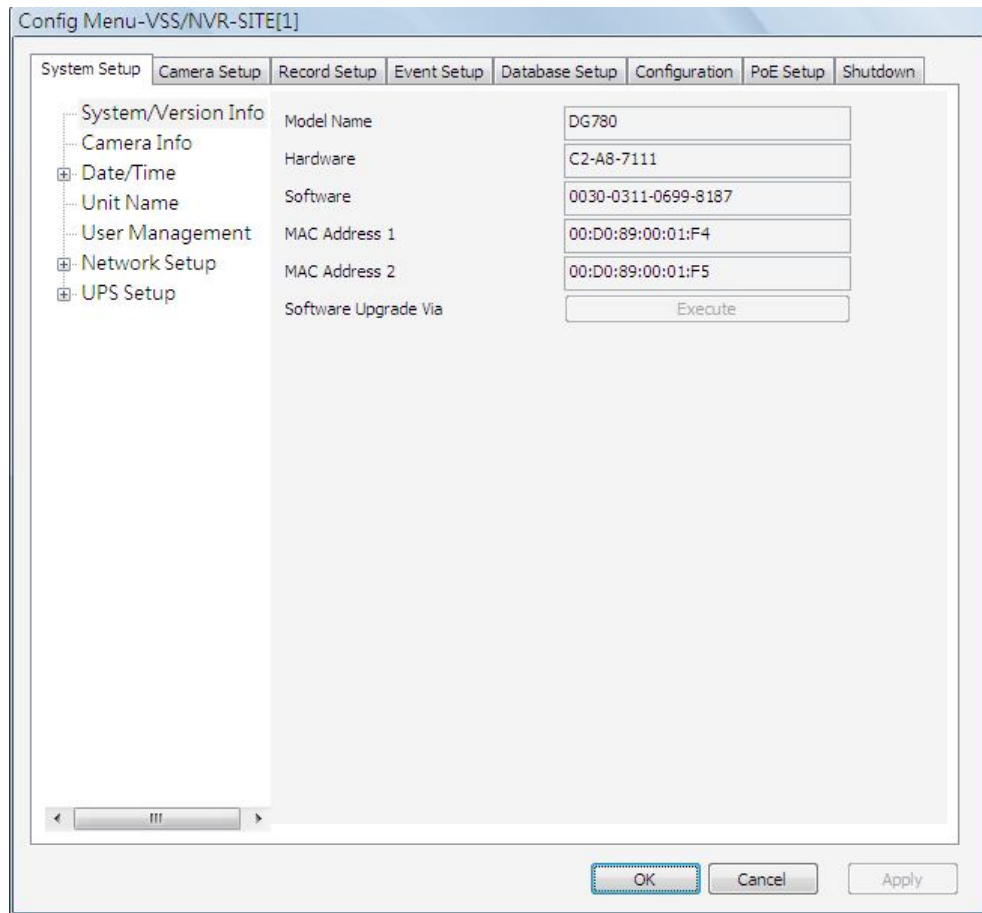 Config Menu-VSS/NVR-SITE[1]
System Setup Camera Setup Record Setup Event Setup Database Setup Configuration PoE Setup Shutdown
System/Version Info
Camera Info
Date/Time
Unit Name
User Management
Network Setup
UPS Setup
Model Name DG780
Hardware C2-A8-7111
Software 0030-0311-0699-8187
MAC Address 1 00:D0:89:00:01:F4
MAC Address 2 00:D0:89:00:01:F5
Software Upgrade Via Execute
OK Cancel Apply